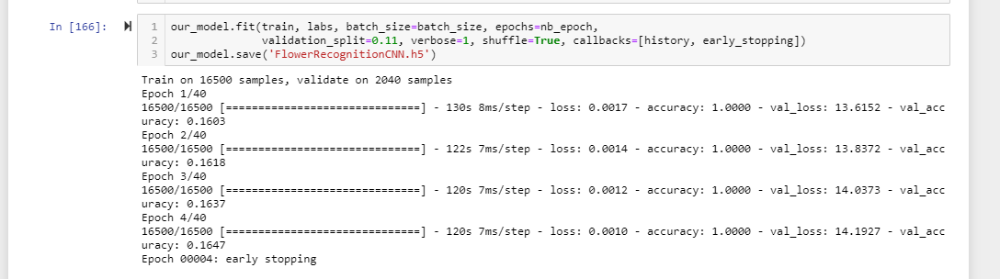 In [166]:
1 our_model.fit(train, labs, batch_size=batch_size, epochs=nb_epoch,
2 validation_split=0.11, verbose=1, shuffle=True, callbacks=[history, early_stopping])
3 our_model.save('FlowerRecognitionCNN.h5')
Train on 16500 samples, validate on 2040 samples
Epoch 1/40
16500/16500 [==============================] - 130s 8ms/step - loss: 0.0017 - accuracy: 1.0000 - val_loss: 13.6152 - val_acc
uracy: 0.1603
Epoch 2/40
16500/16500 [==============================] - 122s 7ms/step - loss: 0.0014 - accuracy: 1.0000 - val_loss: 13.8372 - val_acc
uracy: 0.1618
Epoch 3/40
16500/16500 [==============================] - 120s 7ms/step - loss: 0.0012 - accuracy: 1.0000 - val_loss: 14.0373 - val_acc
uracy: 0.1637
Epoch 4/40
16500/16500 [==============================] - 120s 7ms/step - loss: 0.0010 - accuracy: 1.0000 - val_loss: 14.1927 - val_acc
uracy: 0.1647
Epoch 00004: early stopping